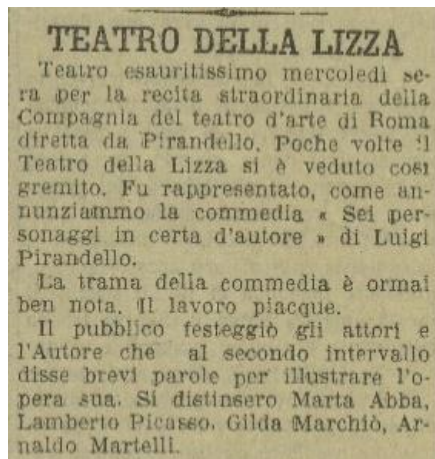 TEATRO DELLA LIZZA
Teatro esauritissimo mercoledì se-
ra per la recita straordinaria della
Compagnia del teatro d'arte di Roma
diretta da Pirandello. Poche volte il
Teatro della Lizza si è veduto così
gremito. Fu rappresentato, come an-
nunziammo la commedia « Sei per-
sonaggi in certa d'autore » di Luigi
Pirandello.
La trama della commedia è ormai
ben nota. Il lavoro piacque.
Il pubblico festeggiò gli attori e
l'Autore che al secondo intervallo
disse brevi parole per illustrare l'o-
pera sua. Si distinsero Marta Abba,
Lamberto Picasso, Gilda Marchiò, Ar-
naldo Martelli.